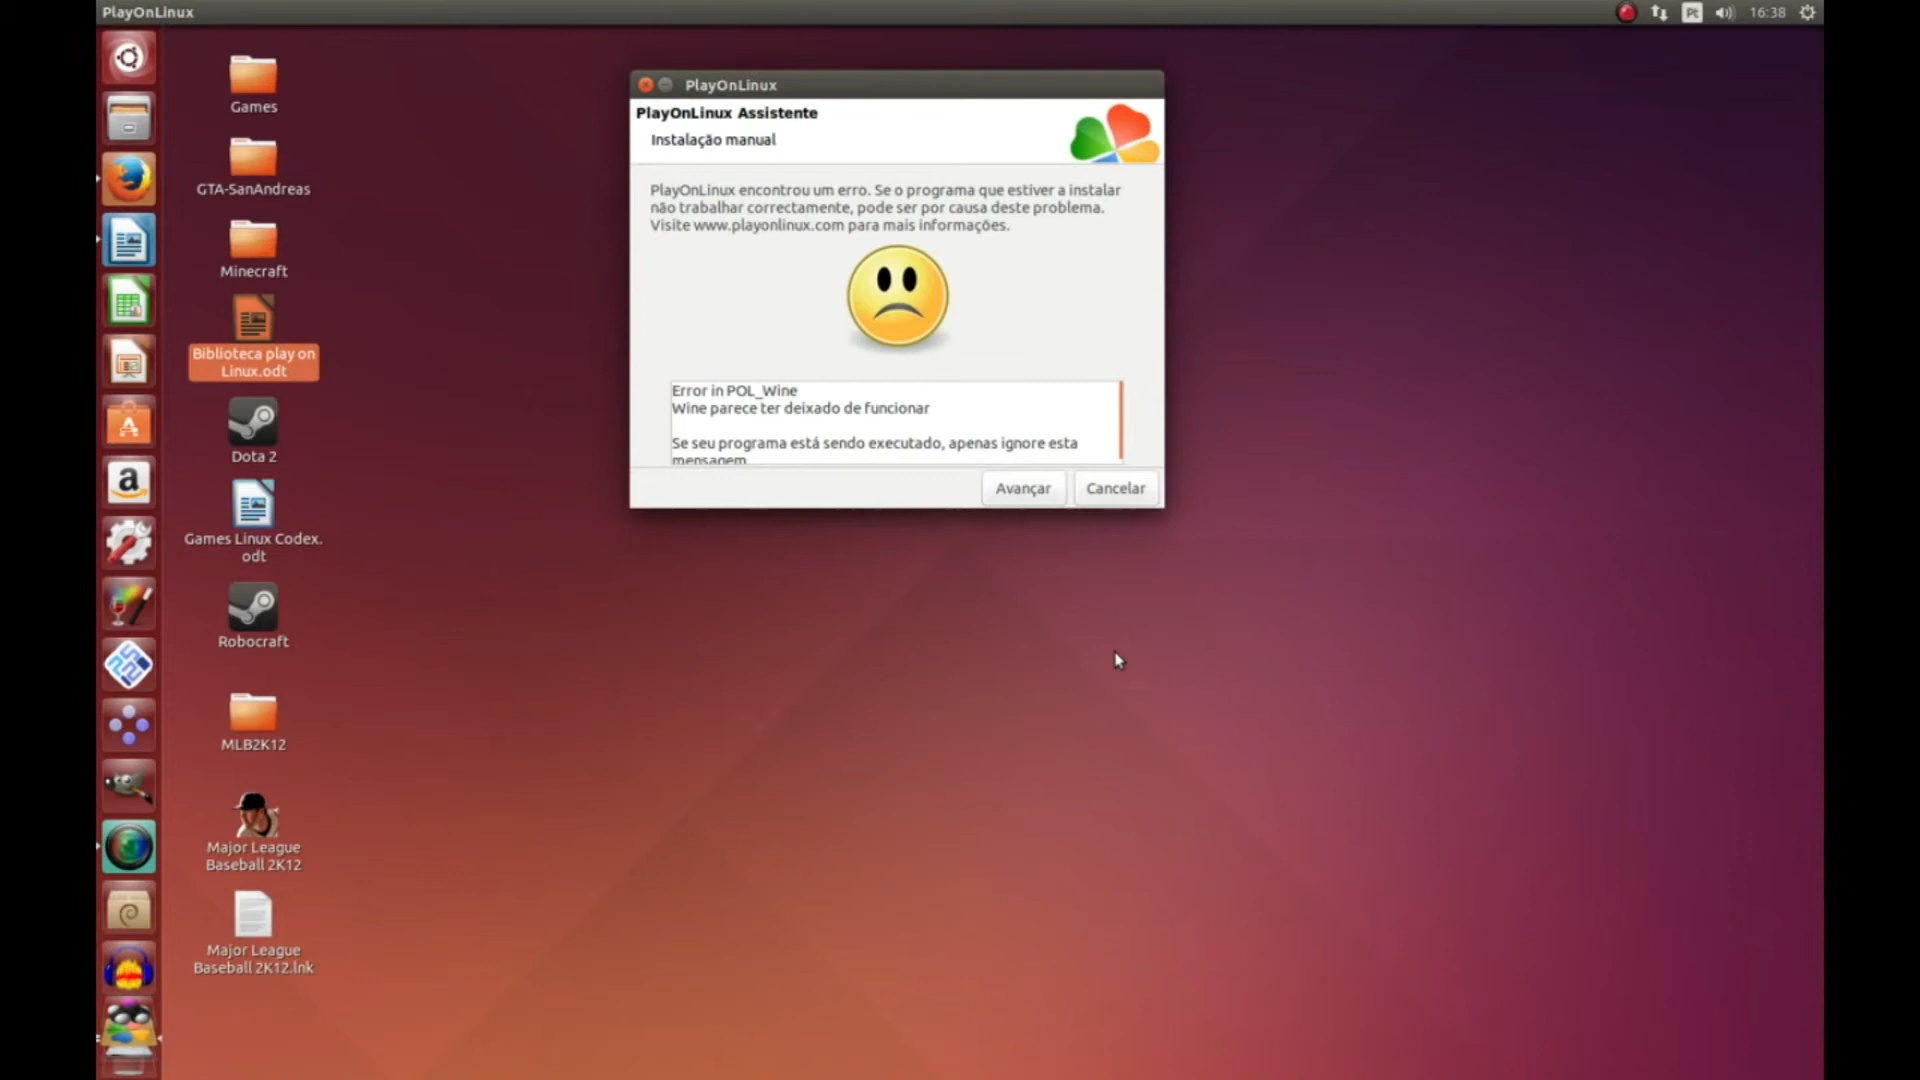 PlayOnLinux
Pt
16:38
Games
GTA-SanAndreas
Minecraft
Biblioteca play on
Linux.odt
Dota 2
Games Linux Codex.
odt
Robocraft
MLB2K12
Major League
Baseball 2K12
Major League
Baseball 2K12.lnk
PlayOnLinux
PlayOnLinux Assistente
Instalação manual
PlayOnLinux encontrou um erro. Se o programa que estiver a instalar
não trabalhar correctamente, pode ser por causa deste problema.
Visite www.playonlinux.com para mais informações.
Error in POL_Wine
Wine parece ter deixado de funcionar
Se seu programa está sendo executado, apenas ignore esta
mensagem
Avançar
Cancelar